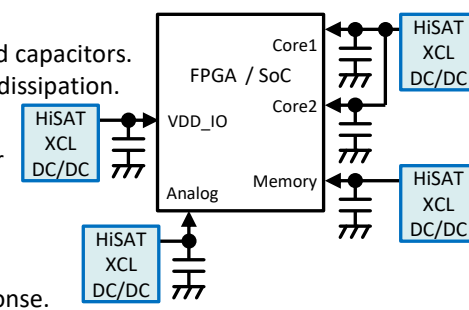 d capacitors.
dissipation.
r
onse.
HiSAT
XCL
DC/DC
HiSAT
XCL
DC/DC
FPGA / SoC
Core1
Core2
VDD_IO
Memory
Analog
HiSAT
XCL
DC/DC
HiSAT
XCL
DC/DC